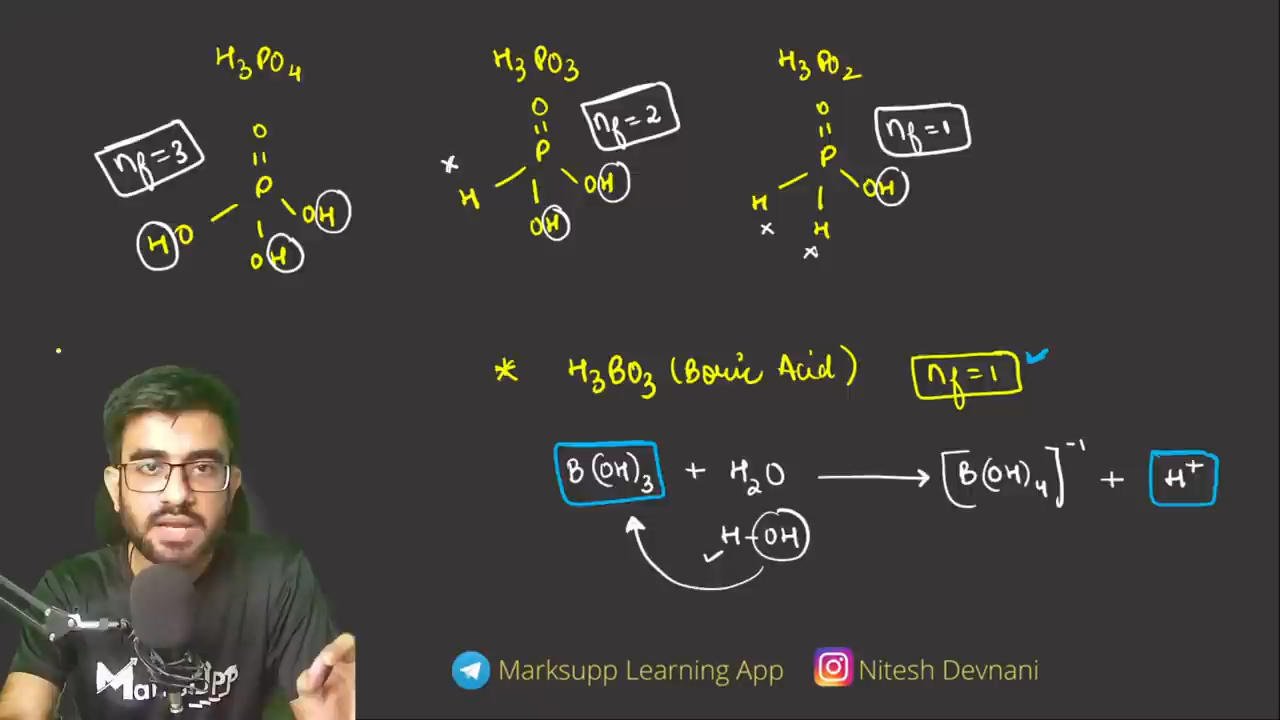 H3PO4
H3PO3
H3PO2
O
P
HO
OH
OH
nf = 3
O
P
H
OH
OH
nf = 2
×
O
P
H
H
OH
nf = 1
×
×
* H3BO3 (Boric Acid) nf = 1 ✓
B(OH)3 + H2O ⟶ [B(OH)4]⁻¹ + H⁺
✓ H-OH
Marksupp
Marksupp Learning App Nitesh Devnani